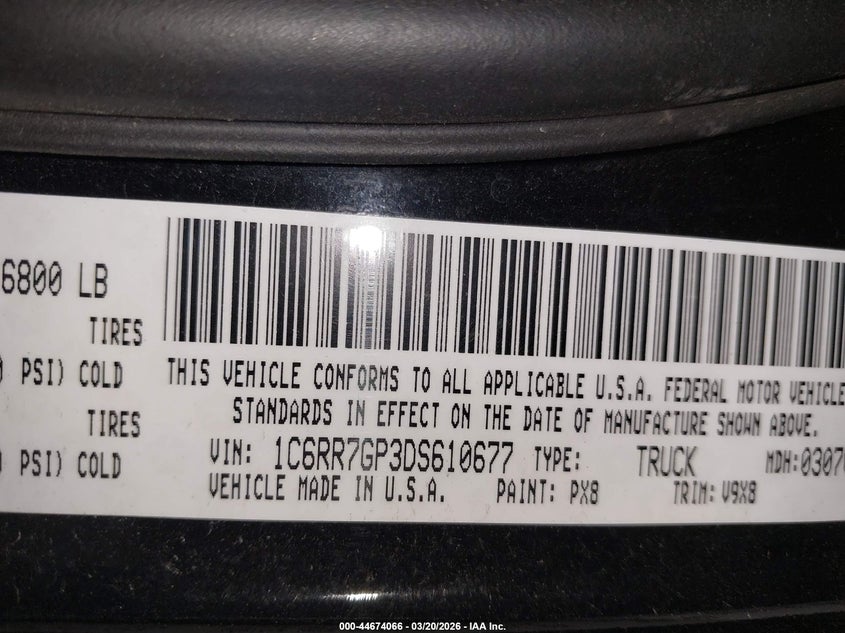 6800 LB
TIRES
PSI) COLD
TIRES
PSI) COLD
THIS VEHICLE CONFORMS TO ALL APPLICABLE U.S.A. FEDERAL MOTOR VEHICLE
STANDARDS IN EFFECT ON THE DATE OF MANUFACTURE SHOWN ABOVE.
VIN: 1C6RR7GP3DS610677 TYPE: TRUCK MDH:0307
VEHICLE MADE IN U.S.A. PAINT: PX8 TRIM: V9X8
000-44674066 - 03/20/2026 - IAA Inc.